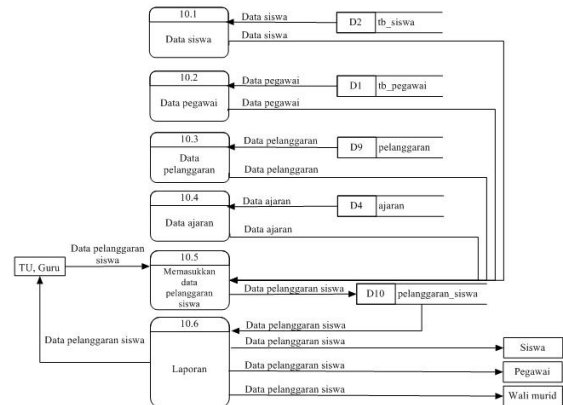 10.1
Data siswa
Data siswa
Data siswa
D2 tb_siswa
10.2
Data pegawai
Data pegawai
Data pegawai
D1 tb_pegawai
10.3
Data
pelanggaran
Data pelanggaran
Data pelanggaran
D9 pelanggaran
10.4
Data ajaran
Data ajaran
Data ajaran
D4 ajaran
TU, Guru
Data pelanggaran
siswa
10.5
Memasukkan
data
pelanggaran
siswa
Data pelanggaran siswa
D10 pelanggaran_siswa
10.6
Laporan
Data pelanggaran siswa
Data pelanggaran siswa
Data pelanggaran siswa
Siswa
Data pelanggaran siswa
Pegawai
Data pelanggaran siswa
Wali murid